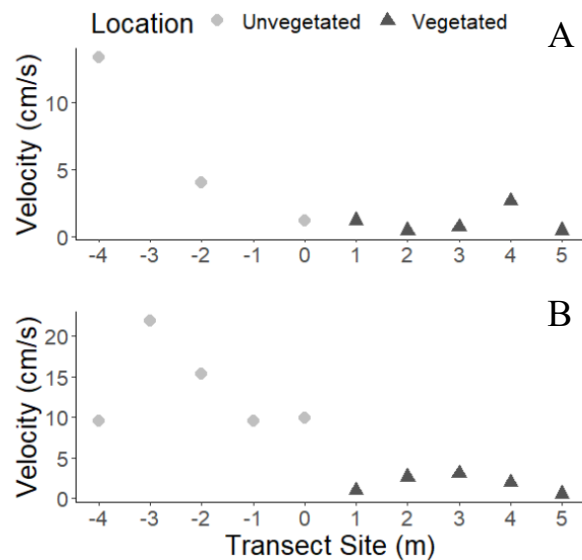 Location Unvegetated Vegetated
A
Velocity (cm/s)
10
5
0
-4 -3 -2 -1 0 1 2 3 4 5
B
Velocity (cm/s)
20
15
10
5
0
-4 -3 -2 -1 0 1 2 3 4 5
Transect Site (m)